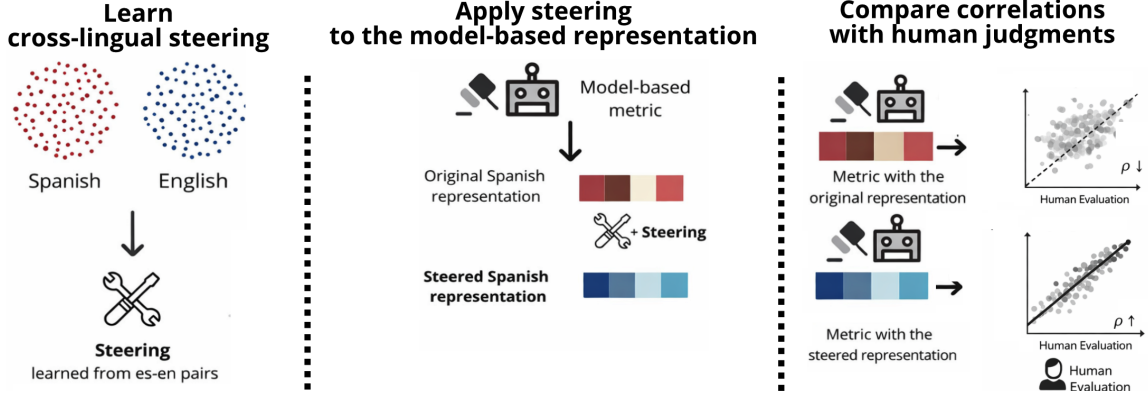 Learn
cross-lingual steering
Spanish
English
Steering
learned from es-en pairs
Apply steering
to the model-based representation
Model-based
metric
Original Spanish
representation
+ Steering
Steered Spanish
representation
Compare correlations
with human judgments
Metric with the
original representation
ρ ↓
Human Evaluation
Metric with the
steered representation
ρ ↑
Human Evaluation
Human
Evaluation